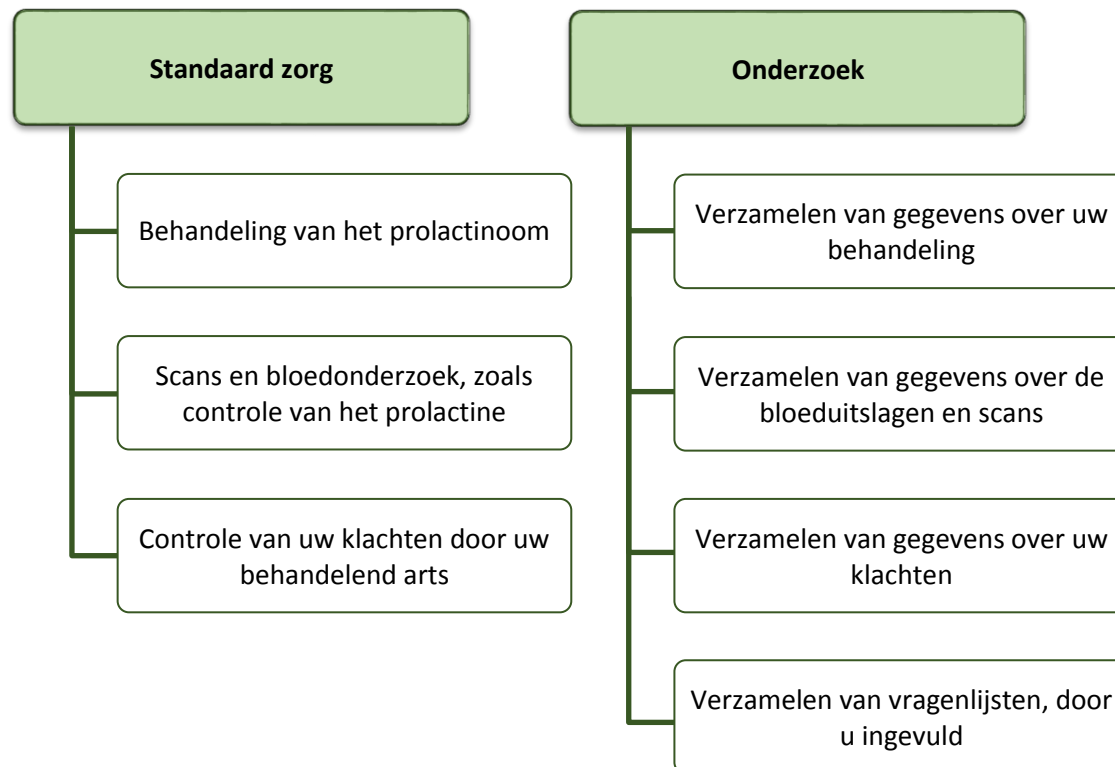 Standaard zorg
Behandeling van het prolactinoom
Scans en bloedonderzoek, zoals
controle van het prolactine
Controle van uw klachten door uw
behandelend arts
Onderzoek
Verzamelen van gegevens over uw
behandeling
Verzamelen van gegevens over de
bloeduitslagen en scans
Verzamelen van gegevens over uw
klachten
Verzamelen van vragenlijsten, door
u ingevuld